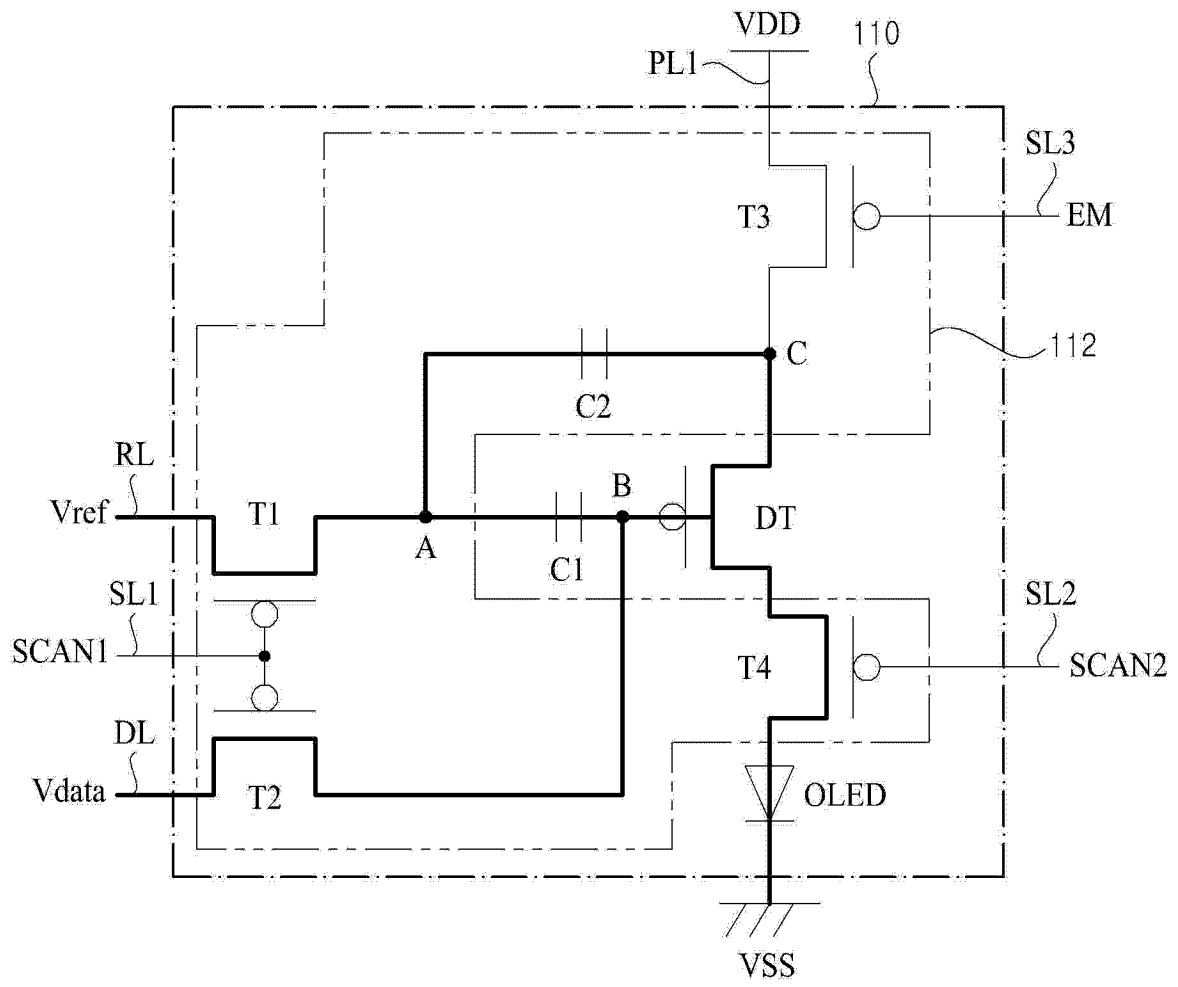 VDD
110
PL1
SL3
T3
EM
C
112
C2
RL
B
Vref
T1
DT
A
C1
SL1
SL2
SCAN1
T4
SCAN2
DL
Vdata
T2
OLED
VSS